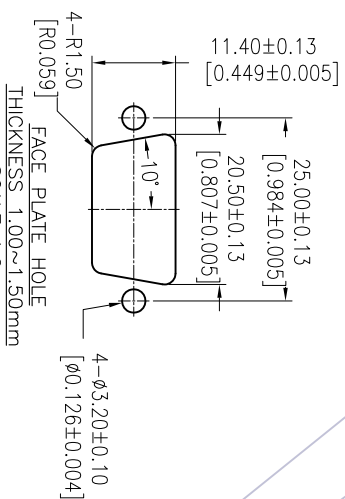 11.40±0.13
[0.449±0.005]
25.00±0.13
[0.984±0.005]
20.50±0.13
[0.807±0.005]
10°
4-R1.50
[R0.059]
4-ø3.20±0.10
[ø0.126±0.004]
FACE PLATE HOLE
THICKNESS 1.00~1.50mm